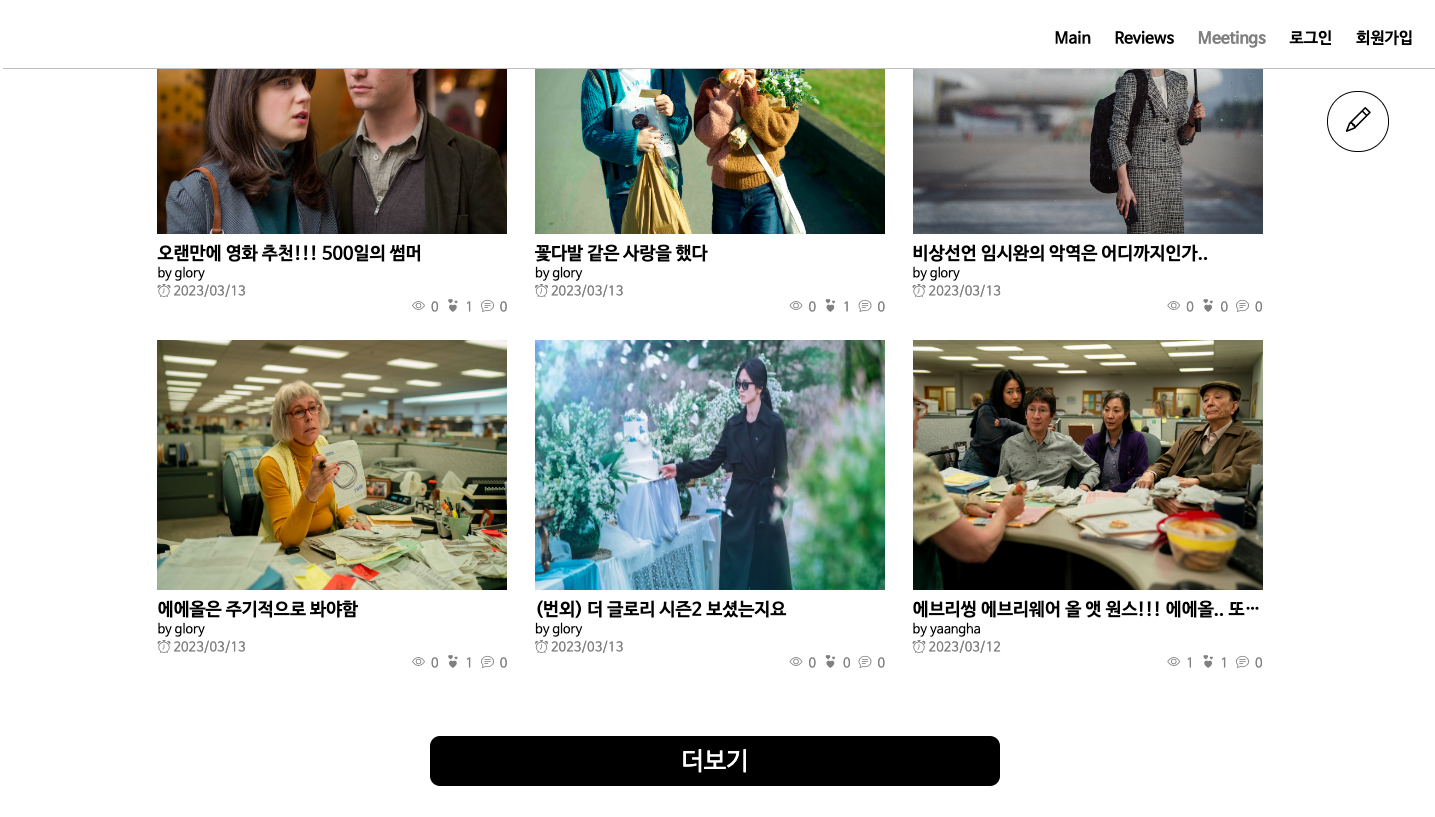 Main Reviews Meetings 로그인 회원가입
오랜만에 영화 추천!!! 500일의 썸머
by glory
2023/03/13
0 1 0
꽃다발 같은 사랑을 했다
by glory
2023/03/13
0 1 0
비상선언 임시완의 악역은 어디까지인가..
by glory
2023/03/13
0 0 0
에에올은 주기적으로 봐야함
by glory
2023/03/13
0 1 0
(번외) 더 글로리 시즌2 보셨는지요
by glory
2023/03/13
0 0 0
에브리씽 에브리웨어 올 앳 원스!!! 에에올.. 또…
by yaangha
2023/03/12
1 1 0
더보기